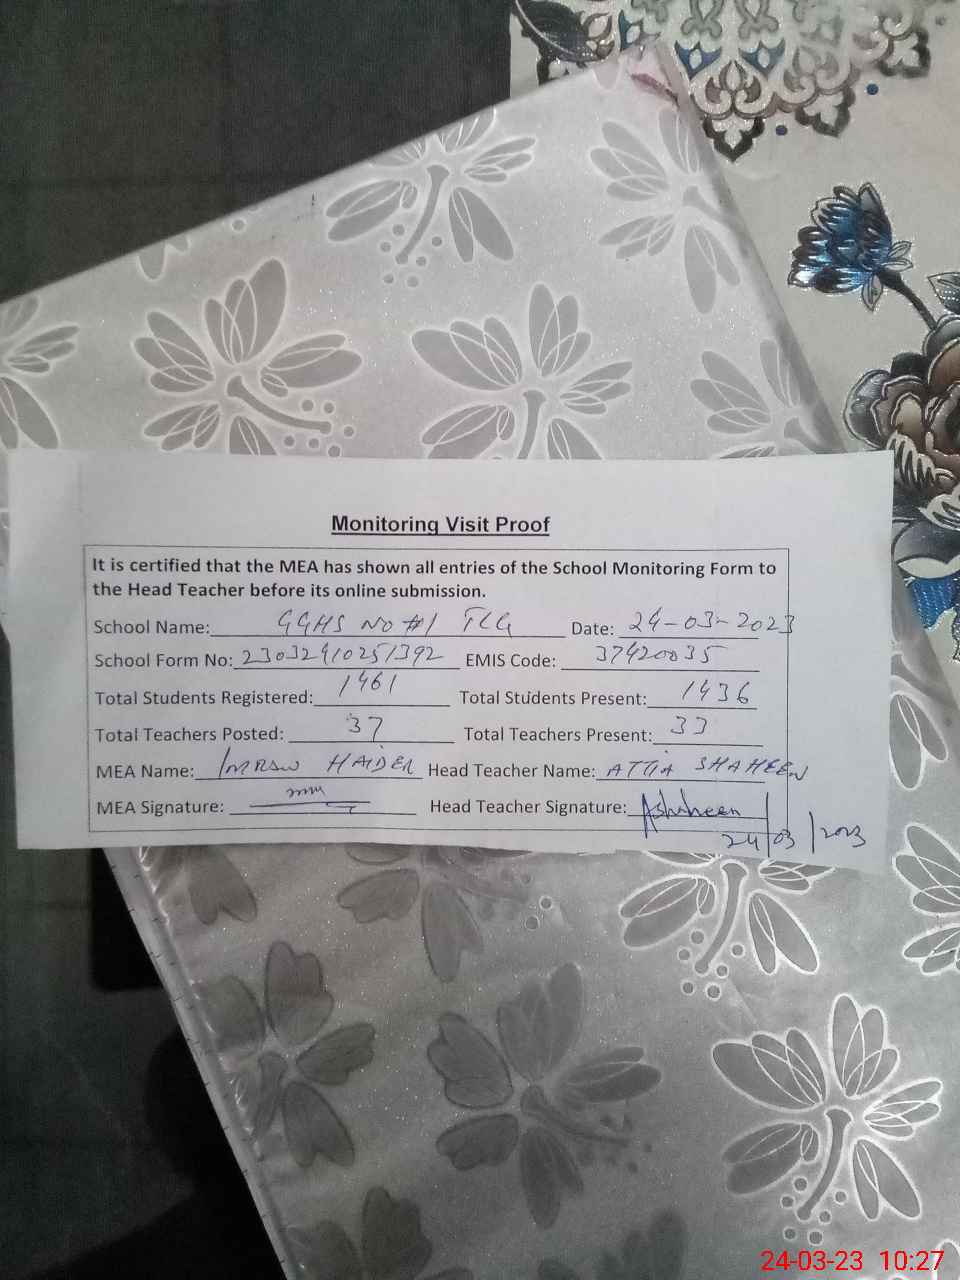 Monitoring Visit Proof
It is certified that the MEA has shown all entries of the School Monitoring Form to
the Head Teacher before its online submission.
School Name: GGHS NO #1 TCG Date: 24-03-2023
School Form No: 23032410251392 EMIS Code: 37420035
Total Students Registered: 1461 Total Students Present: 1436
Total Teachers Posted: 37 Total Teachers Present: 33
MEA Name: IMRAN HAIDER Head Teacher Name: ATTIA SHAHEEN
MEA Signature: Head Teacher Signature: Ashaheen
24/03/2023
24-03-23 10:27